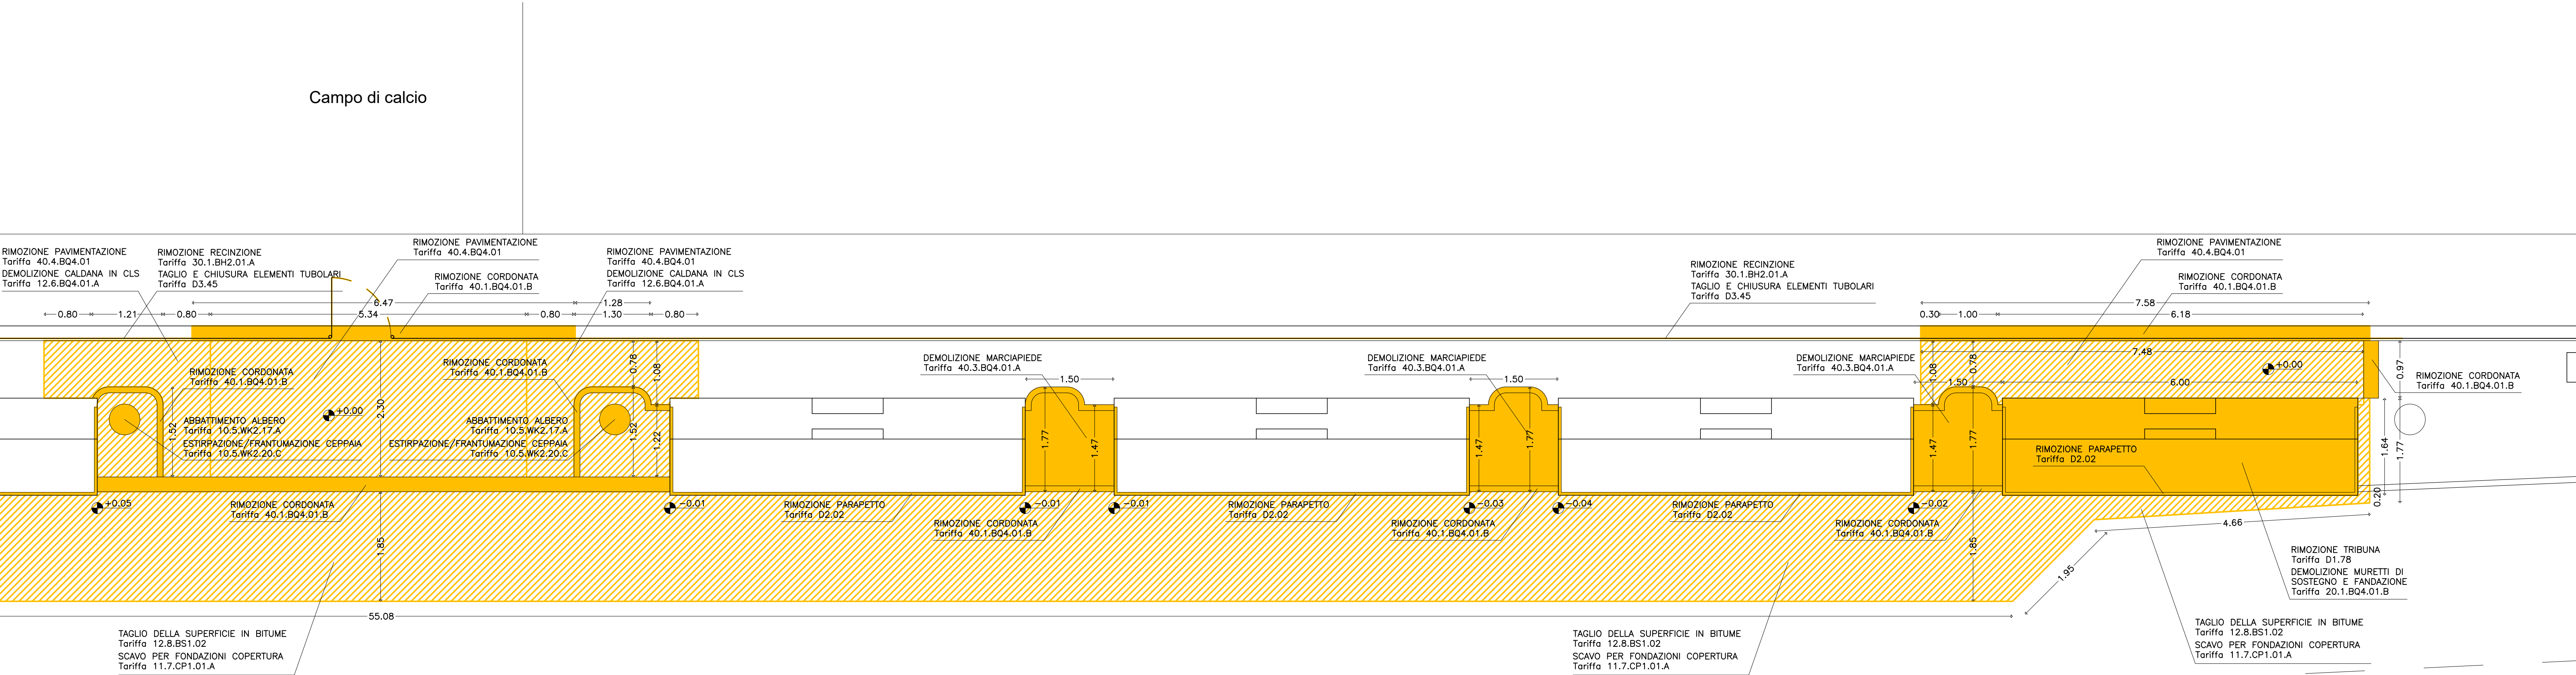 Campo di calcio
RIMOZIONE PAVIMENTAZIONE
Tariffa 40.4.BQ4.01
DEMOLIZIONE CALDANA IN CLS
Tariffa 12.6.BQ4.01.A
RIMOZIONE RECINZIONE
Tariffa 30.1.BH2.01.A
TAGLIO E CHIUSURA ELEMENTI TUBOLARI
Tariffa D3.45
RIMOZIONE PAVIMENTAZIONE
Tariffa 40.4.BQ4.01
RIMOZIONE CORDONATA
Tariffa 40.1.BQ4.01.B
RIMOZIONE PAVIMENTAZIONE
Tariffa 40.4.BQ4.01
DEMOLIZIONE CALDANA IN CLS
Tariffa 12.6.BQ4.01.A
RIMOZIONE RECINZIONE
Tariffa 30.1.BH2.01.A
TAGLIO E CHIUSURA ELEMENTI TUBOLARI
Tariffa D3.45
RIMOZIONE PAVIMENTAZIONE
Tariffa 40.4.BQ4.01
RIMOZIONE CORDONATA
Tariffa 40.1.BQ4.01.B
6.47
1.28
7.58
0.80
1.21
0.80
5.34
0.80
1.30
0.80
0.30
1.00
6.18
7.48
RIMOZIONE CORDONATA
Tariffa 40.1.BQ4.01.B
RIMOZIONE CORDONATA
Tariffa 40.1.BQ4.01.B
0.78
1.08
DEMOLIZIONE MARCIAPIEDE
Tariffa 40.3.BQ4.01.A
1.50
DEMOLIZIONE MARCIAPIEDE
Tariffa 40.3.BQ4.01.A
1.50
DEMOLIZIONE MARCIAPIEDE
Tariffa 40.3.BQ4.01.A
1.08
0.78
1.50
6.00
+0.00
0.97
RIMOZIONE CORDONATA
Tariffa 40.1.BQ4.01.B
ABBATTIMENTO ALBERO
Tariffa 10.5.WK2.17.A
ESTIRPAZIONE/FRANTUMAZIONE CEPPAIA
Tariffa 10.5.WK2.20.C
1.52
+0.00
2.30
ABBATTIMENTO ALBERO
Tariffa 10.5.WK2.17.A
ESTIRPAZIONE/FRANTUMAZIONE CEPPAIA
Tariffa 10.5.WK2.20.C
1.52
1.22
1.77
1.47
1.47
1.77
1.47
1.77
RIMOZIONE PARAPETTO
Tariffa D2.02
1.64
1.77
0.20
+0.05
RIMOZIONE CORDONATA
Tariffa 40.1.BQ4.01.B
-0.01
RIMOZIONE PARAPETTO
Tariffa D2.02
-0.01
-0.01
RIMOZIONE CORDONATA
Tariffa 40.1.BQ4.01.B
RIMOZIONE PARAPETTO
Tariffa D2.02
-0.03
-0.04
RIMOZIONE CORDONATA
Tariffa 40.1.BQ4.01.B
RIMOZIONE PARAPETTO
Tariffa D2.02
-0.02
RIMOZIONE CORDONATA
Tariffa 40.1.BQ4.01.B
1.85
1.85
4.66
1.95
RIMOZIONE TRIBUNA
Tariffa D1.78
DEMOLIZIONE MURETTI DI
SOSTEGNO E FANDAZIONE
Tariffa 20.1.BQ4.01.B
55.08
TAGLIO DELLA SUPERFICIE IN BITUME
Tariffa 12.8.BS1.02
SCAVO PER FONDAZIONI COPERTURA
Tariffa 11.7.CP1.01.A
TAGLIO DELLA SUPERFICIE IN BITUME
Tariffa 12.8.BS1.02
SCAVO PER FONDAZIONI COPERTURA
Tariffa 11.7.CP1.01.A
TAGLIO DELLA SUPERFICIE IN BITUME
Tariffa 12.8.BS1.02
SCAVO PER FONDAZIONI COPERTURA
Tariffa 11.7.CP1.01.A